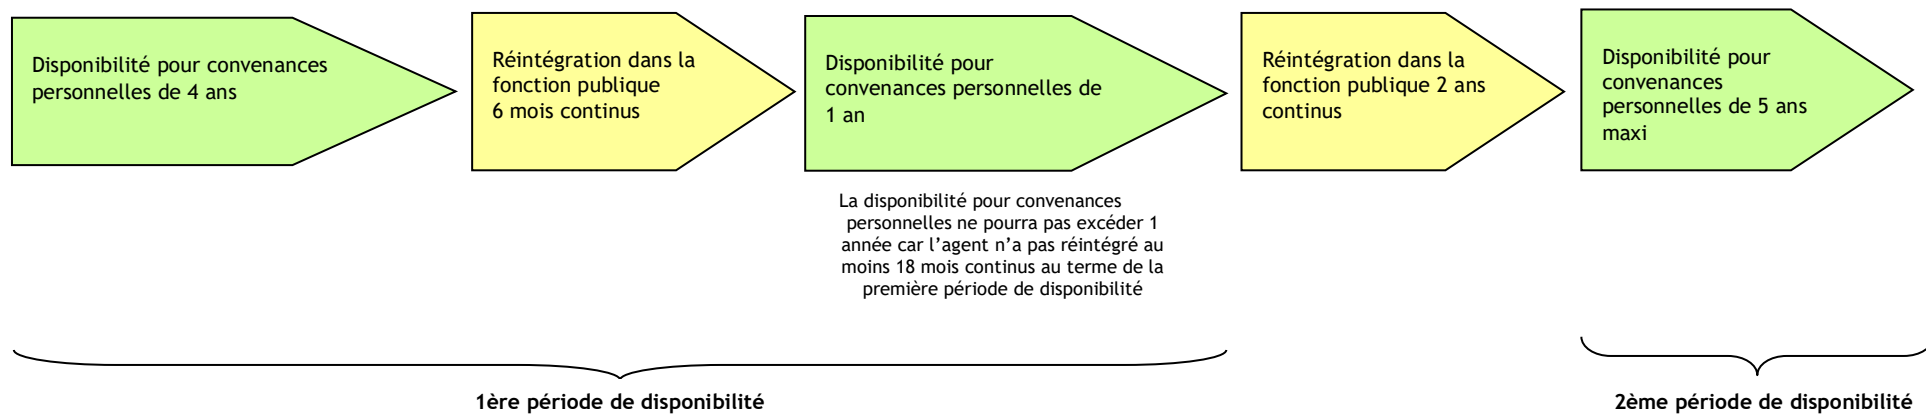 Disponibilité pour convenances
personnelles de 4 ans
Réintégration dans la
fonction publique
6 mois continus
Disponibilité pour
convenances personnelles de
1 an
Réintégration dans la
fonction publique 2 ans
continus
Disponibilité pour
convenances
personnelles de 5 ans
maxi
La disponibilité pour convenances
personnelles ne pourra pas excéder 1
année car l’agent n’a pas réintégré au
moins 18 mois continus au terme de la
première période de disponibilité
1ère période de disponibilité
2ème période de disponibilité